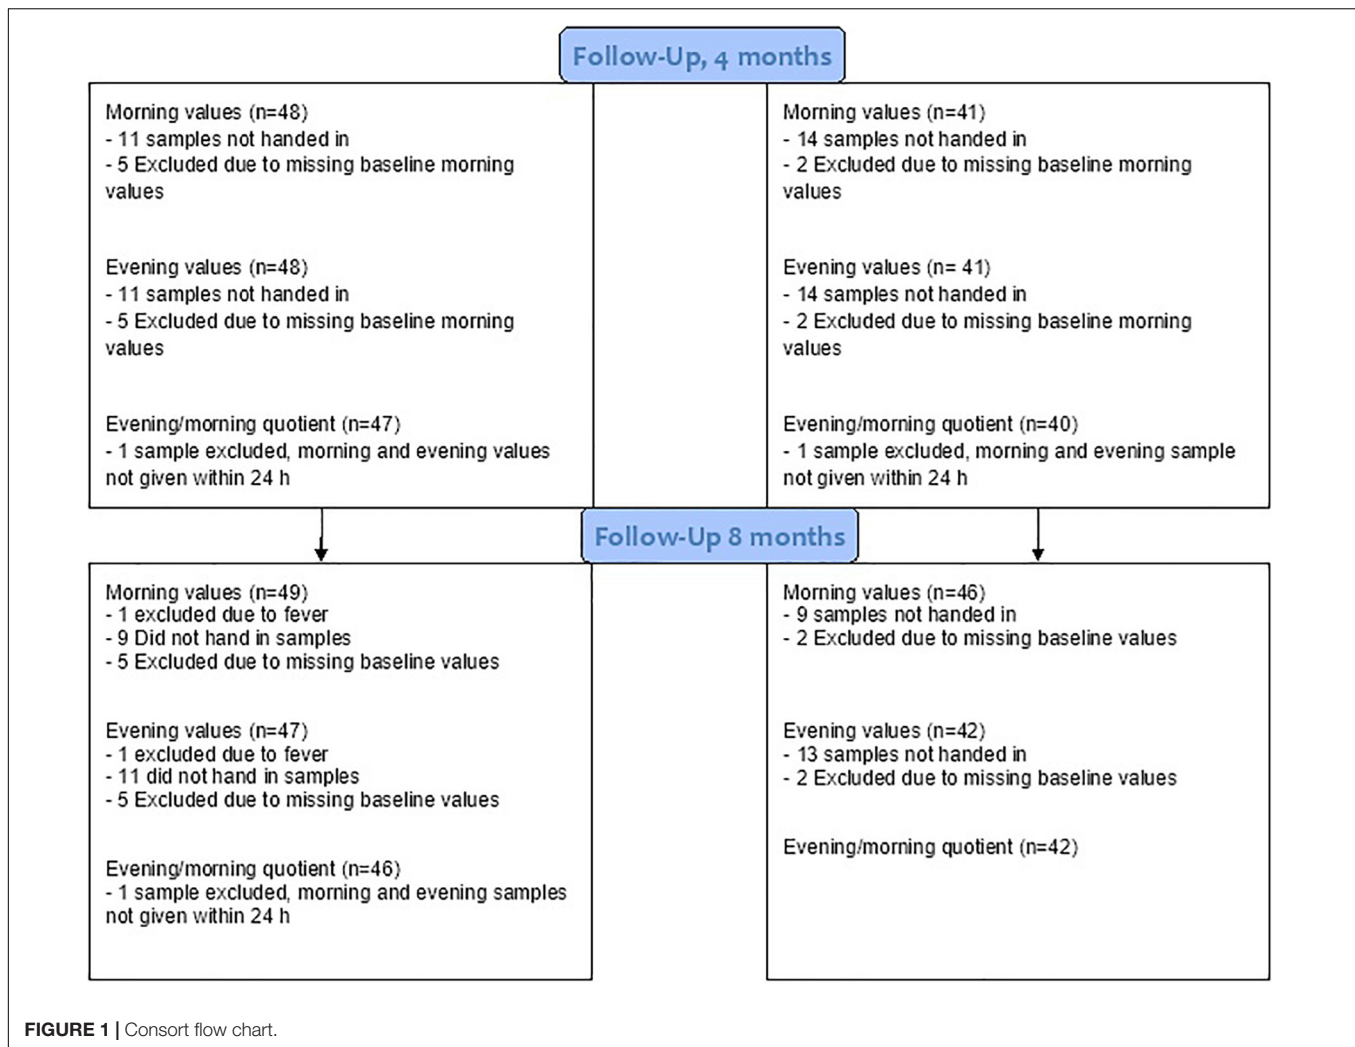 Follow-Up, 4 months
Morning values (n=48)
- 11 samples not handed in
- 5 Excluded due to missing baseline morning
values
Evening values (n=48)
- 11 samples not handed in
- 5 Excluded due to missing baseline morning
values
Evening/morning quotient (n=47)
- 1 sample excluded, morning and evening values
not given within 24 h
Morning values (n=41)
- 14 samples not handed in
- 2 Excluded due to missing baseline morning
values
Evening values (n= 41)
- 14 samples not handed in
- 2 Excluded due to missing baseline morning
values
Evening/morning quotient (n=40)
- 1 sample excluded, morning and evening sample
not given within 24 h
Follow-Up 8 months
Morning values (n=49)
- 1 excluded due to fever
- 9 Did not hand in samples
- 5 Excluded due to missing baseline values
Evening values (n=47)
- 1 excluded due to fever
- 11 did not hand in samples
- 5 Excluded due to missing baseline values
Evening/morning quotient (n=46)
- 1 sample excluded, morning and evening samples
not given within 24 h
Morning values (n=46)
- 9 samples not handed in
- 2 Excluded due to missing baseline values
Evening values (n=42)
- 13 samples not handed in
- 2 Excluded due to missing baseline values
Evening/morning quotient (n=42)
FIGURE 1 | Consort flow chart.